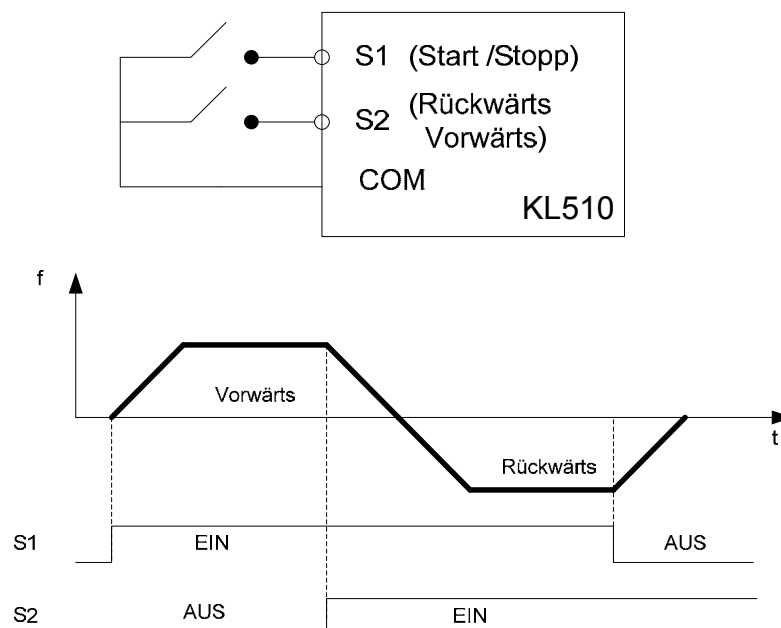 S1 (Start /Stopp)
S2 (Rückwärts
Vorwärts)
COM
KL510
f
Vorwärts
t
Rückwärts
S1 EIN AUS
S2 AUS EIN